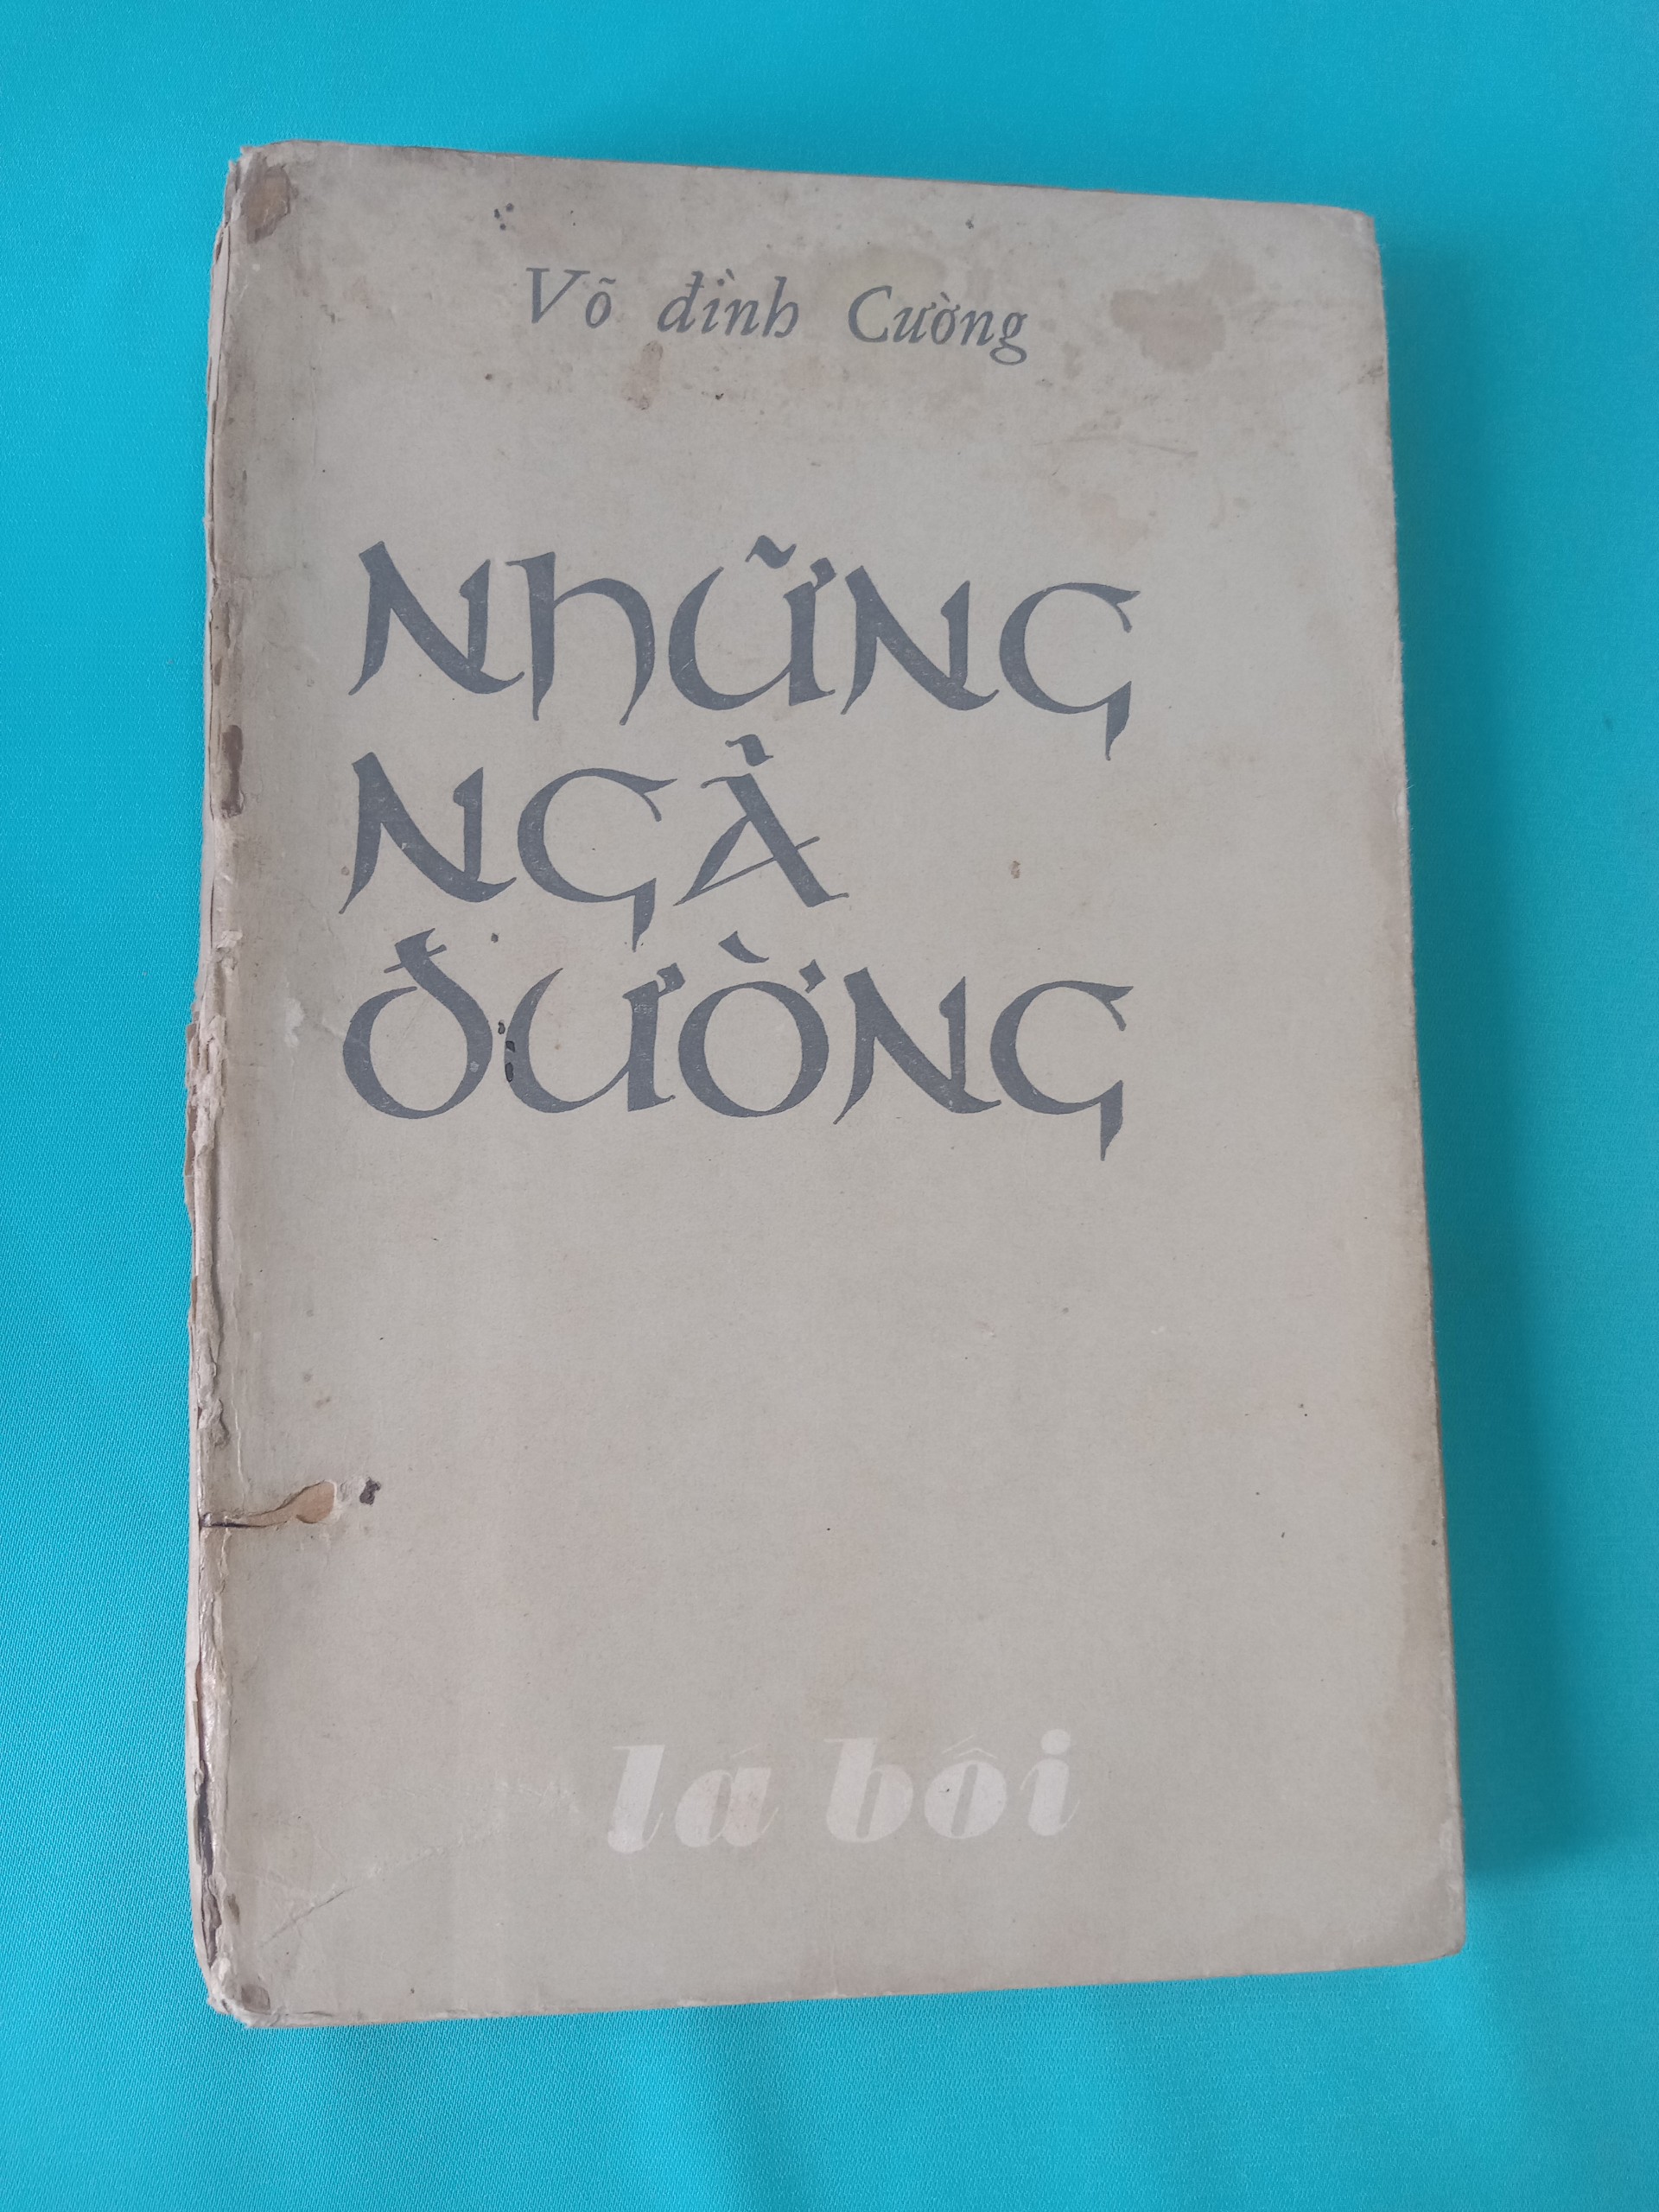 Võ đình Cường
NHỮNG
NGẢ
ĐƯỜNG
lá bối